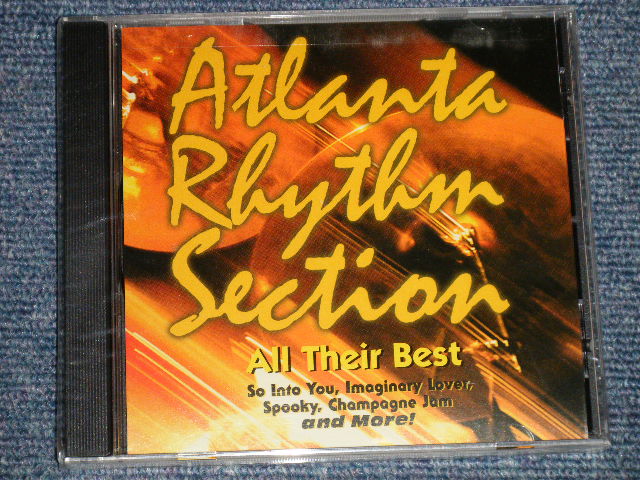 Atlanta
Rhythm
Section
All Their Best
So Into You, Imaginary Lover,
Spooky, Champagne Jam
and More!